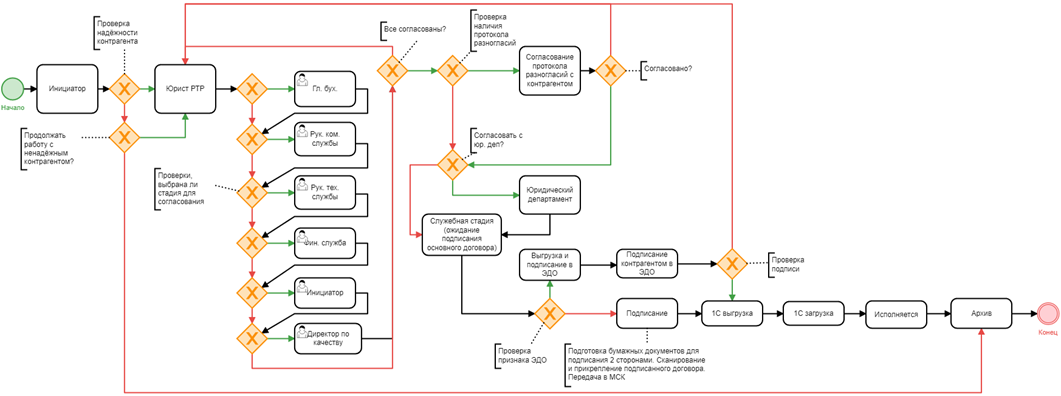 Проверка
надёжности
контрагента
Начало
Инициатор
Юрист РТР
Продолжать
работу с
ненадёжным
контрагентом?
Проверки,
выбрана ли
стадия для
согласования
Гл. бух.
Рук. ком.
службы
Рук. тех.
службы
Фин. служба
Инициатор
Директор по
качеству
Все согласованы?
Проверка
наличия
протокола
разногласий
Согласование
протокола
разногласий с
контрагентом
Согласовано?
Согласовать с
юр. деп?
Юридический
департамент
Служебная стадия
(ожидание
подписания
основного договора)
Выгрузка и
подписание в
ЭДО
Подписание
контрагентом в
ЭДО
Проверка
подписи
Проверка
признака ЭДО
Подписание
Подготовка бумажных документов для
подписания 2 сторонами. Сканирование
и прикрепление подписанного договора.
Передача в МСК
1С выгрузка
1С загрузка
Исполняется
Архив
Конец